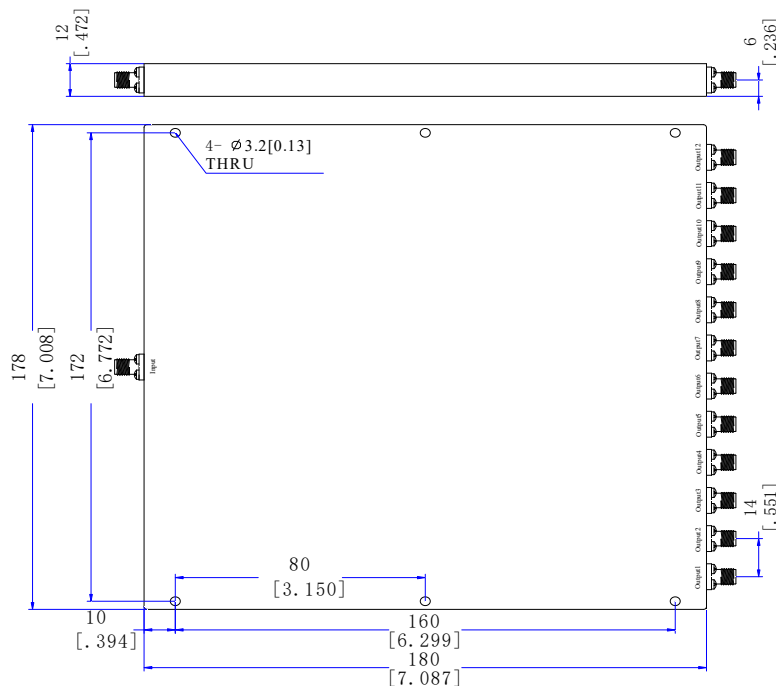 12
[.472]
6
[.236]
4- Ø3.2[0.13]
THRU
Output12
Output11
Output10
Output9
Output8
Output7
Output6
Output5
Output4
Output3
Output2
Output1
Input
178
[7.008]
172
[6.772]
14
[.551]
80
[3.150]
10
[.394]
160
[6.299]
180
[7.087]